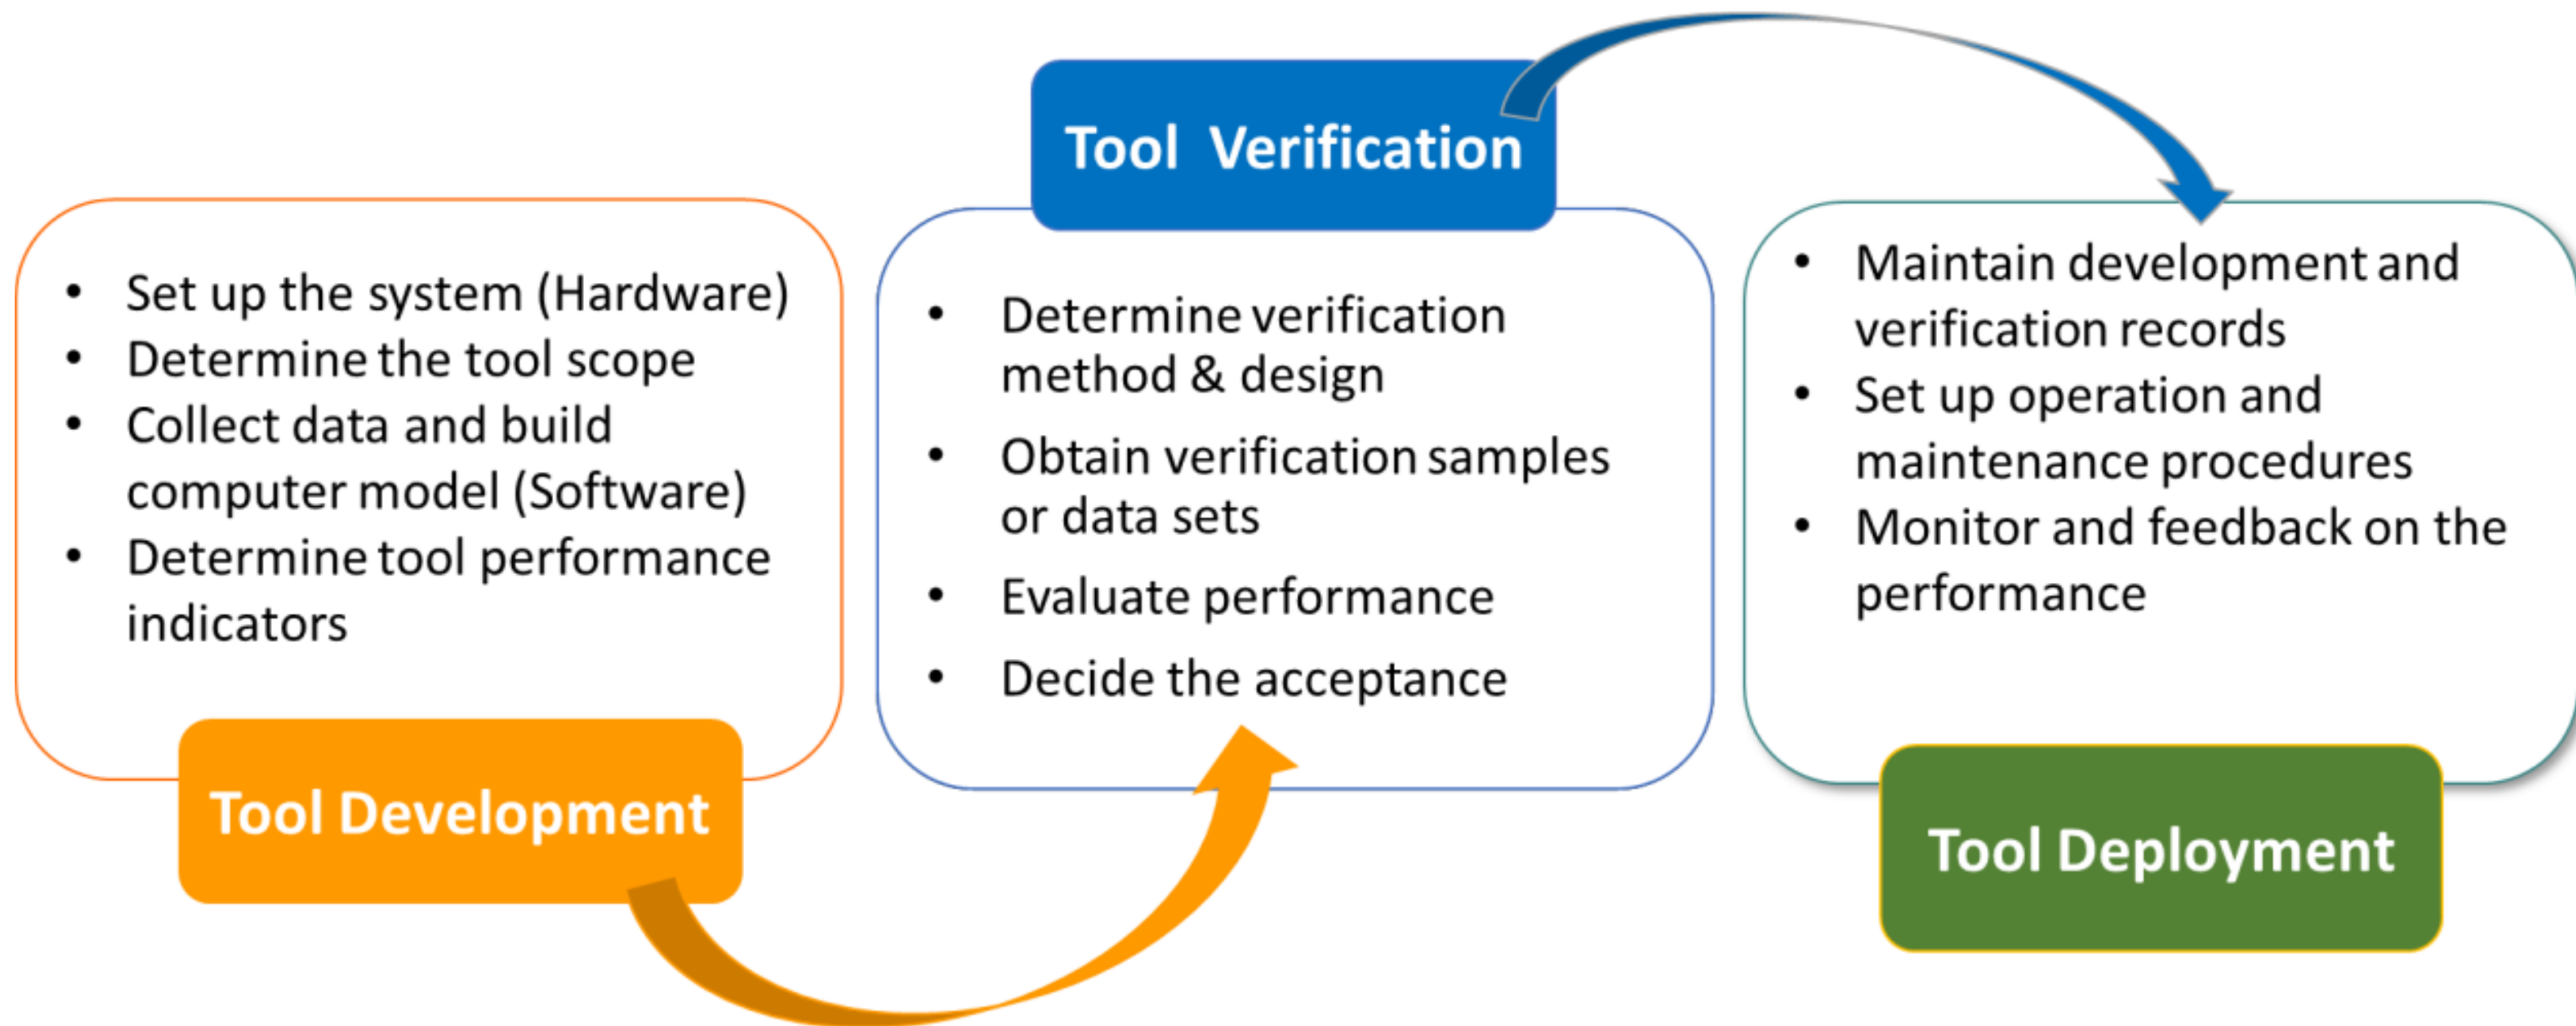 • Set up the system (Hardware)
• Determine the tool scope
• Collect data and build
computer model (Software)
• Determine tool performance
indicators
Tool Development
Tool Verification
• Determine verification
method & design
• Obtain verification samples
or data sets
• Evaluate performance
• Decide the acceptance
• Maintain development and
verification records
• Set up operation and
maintenance procedures
• Monitor and feedback on the
performance
Tool Deployment